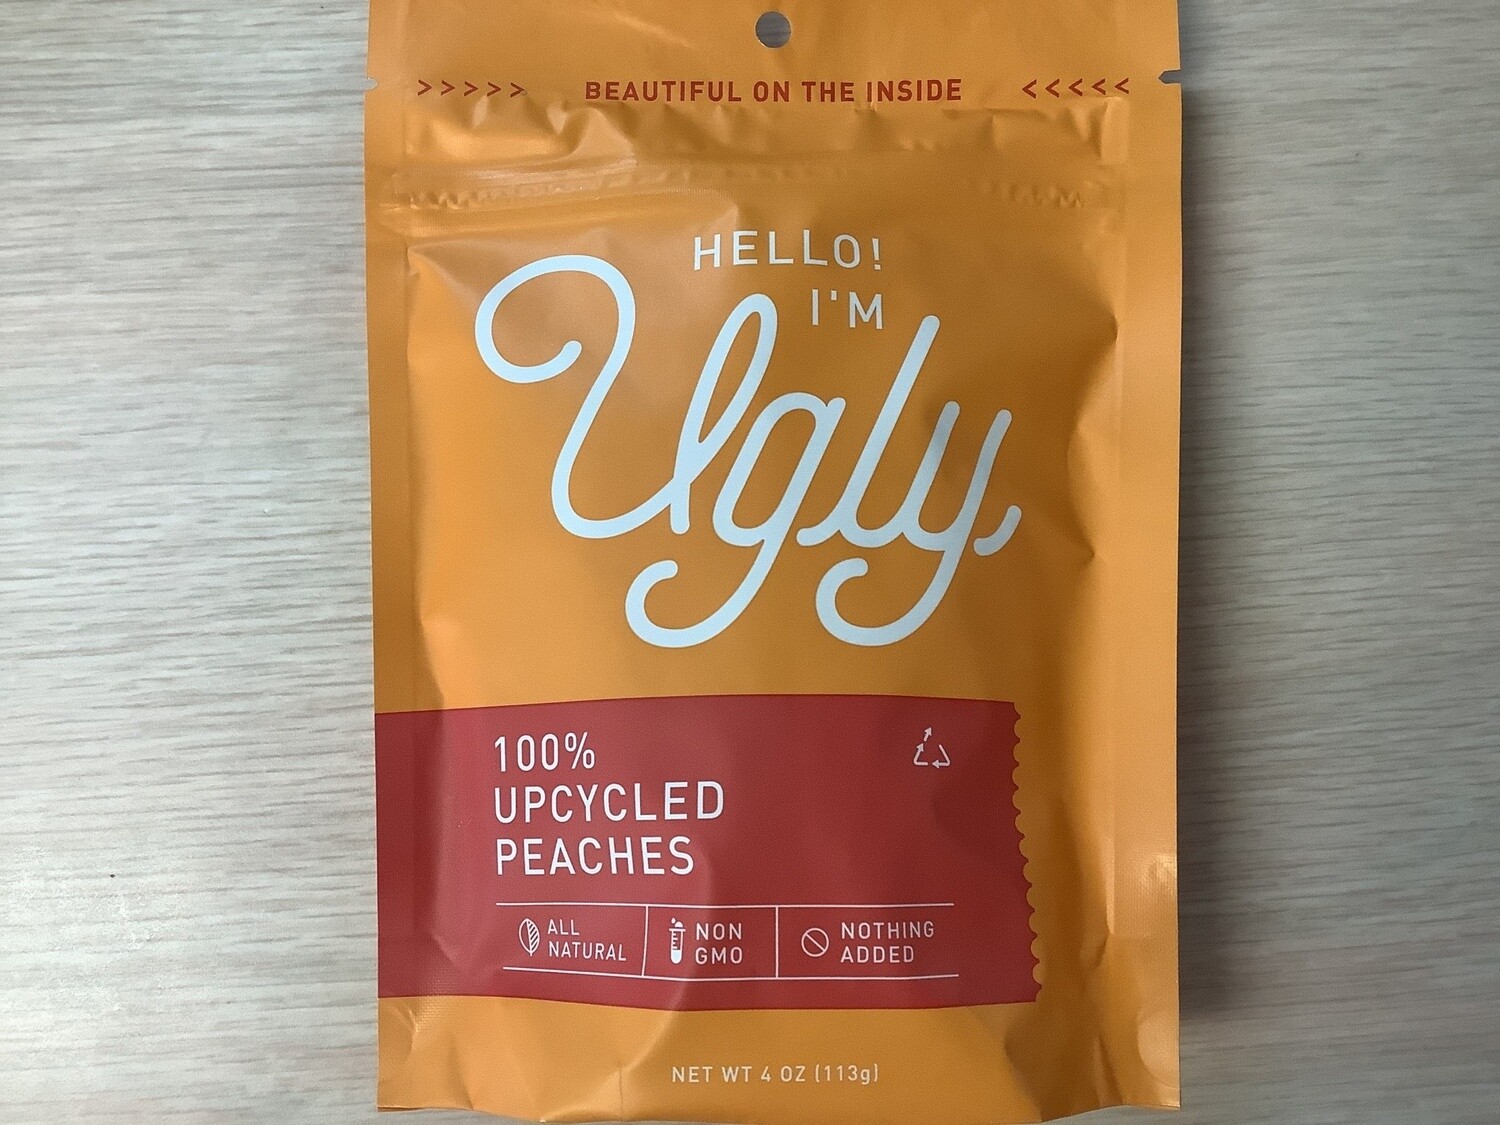 >>>>> BEAUTIFUL ON THE INSIDE <<<<<
HELLO!
I'M
Ugly
100%
UPCYCLED
PEACHES
ALL
NATURAL
NON
GMO
NOTHING
ADDED
NET WT 4 OZ (113g)